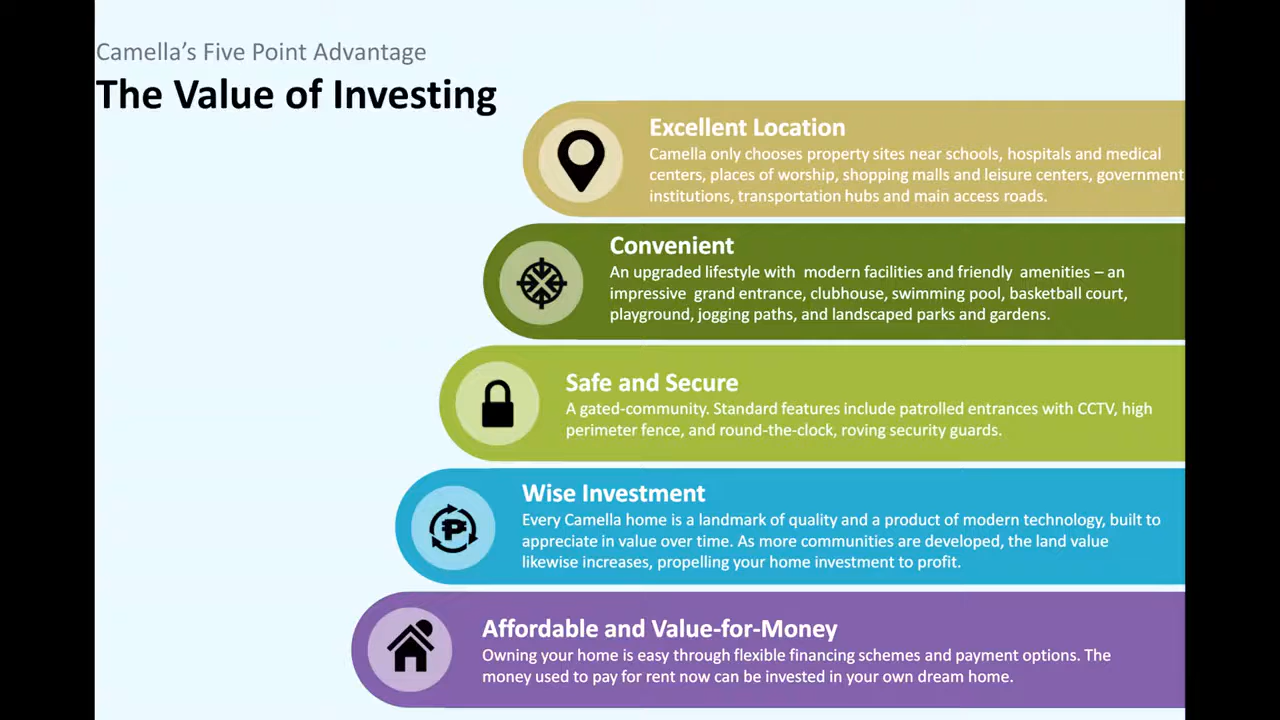 Camella’s Five Point Advantage
The Value of Investing
Excellent Location
Camella only chooses property sites near schools, hospitals and medical
centers, places of worship, shopping malls and leisure centers, government
institutions, transportation hubs and main access roads.
Convenient
An upgraded lifestyle with modern facilities and friendly amenities – an
impressive grand entrance, clubhouse, swimming pool, basketball court,
playground, jogging paths, and landscaped parks and gardens.
Safe and Secure
A gated-community. Standard features include patrolled entrances with CCTV, high
perimeter fence, and round-the-clock, roving security guards.
Wise Investment
Every Camella home is a landmark of quality and a product of modern technology, built to
appreciate in value over time. As more communities are developed, the land value
likewise increases, propelling your home investment to profit.
Affordable and Value-for-Money
Owning your home is easy through flexible financing schemes and payment options. The
money used to pay for rent now can be invested in your own dream home.